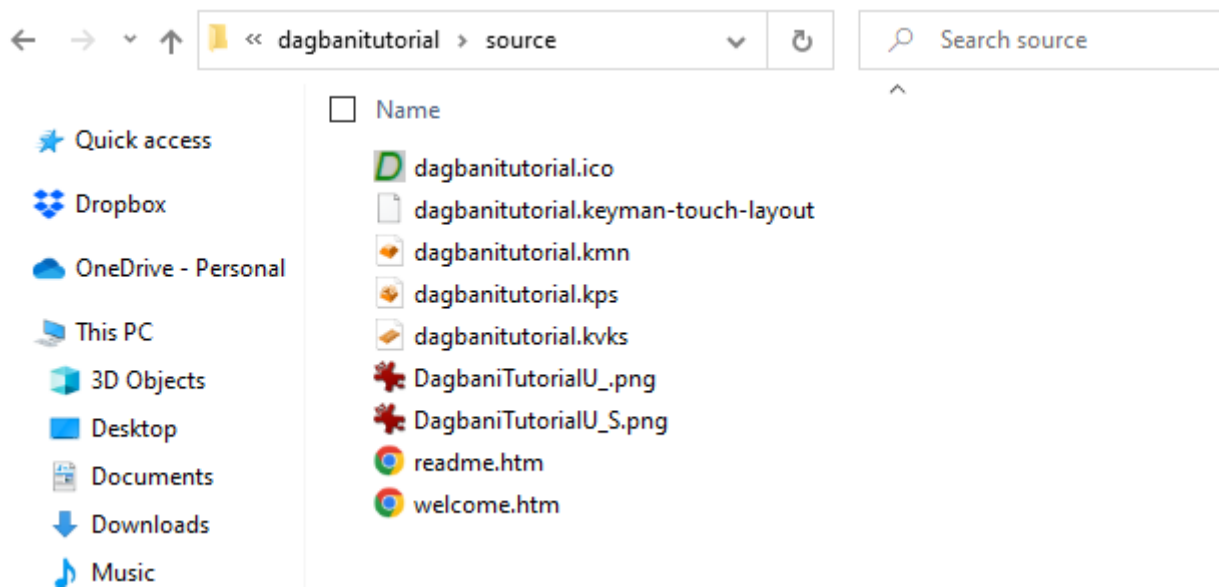 « dagbanitutorial > source
Search source
Name
Quick access
Dropbox
OneDrive - Personal
This PC
3D Objects
Desktop
Documents
Downloads
Music
dagbanitutorial.ico
dagbanitutorial.keyman-touch-layout
dagbanitutorial.kmn
dagbanitutorial.kps
dagbanitutorial.kvks
DagbaniTutorialU_.png
DagbaniTutorialU_S.png
readme.htm
welcome.htm